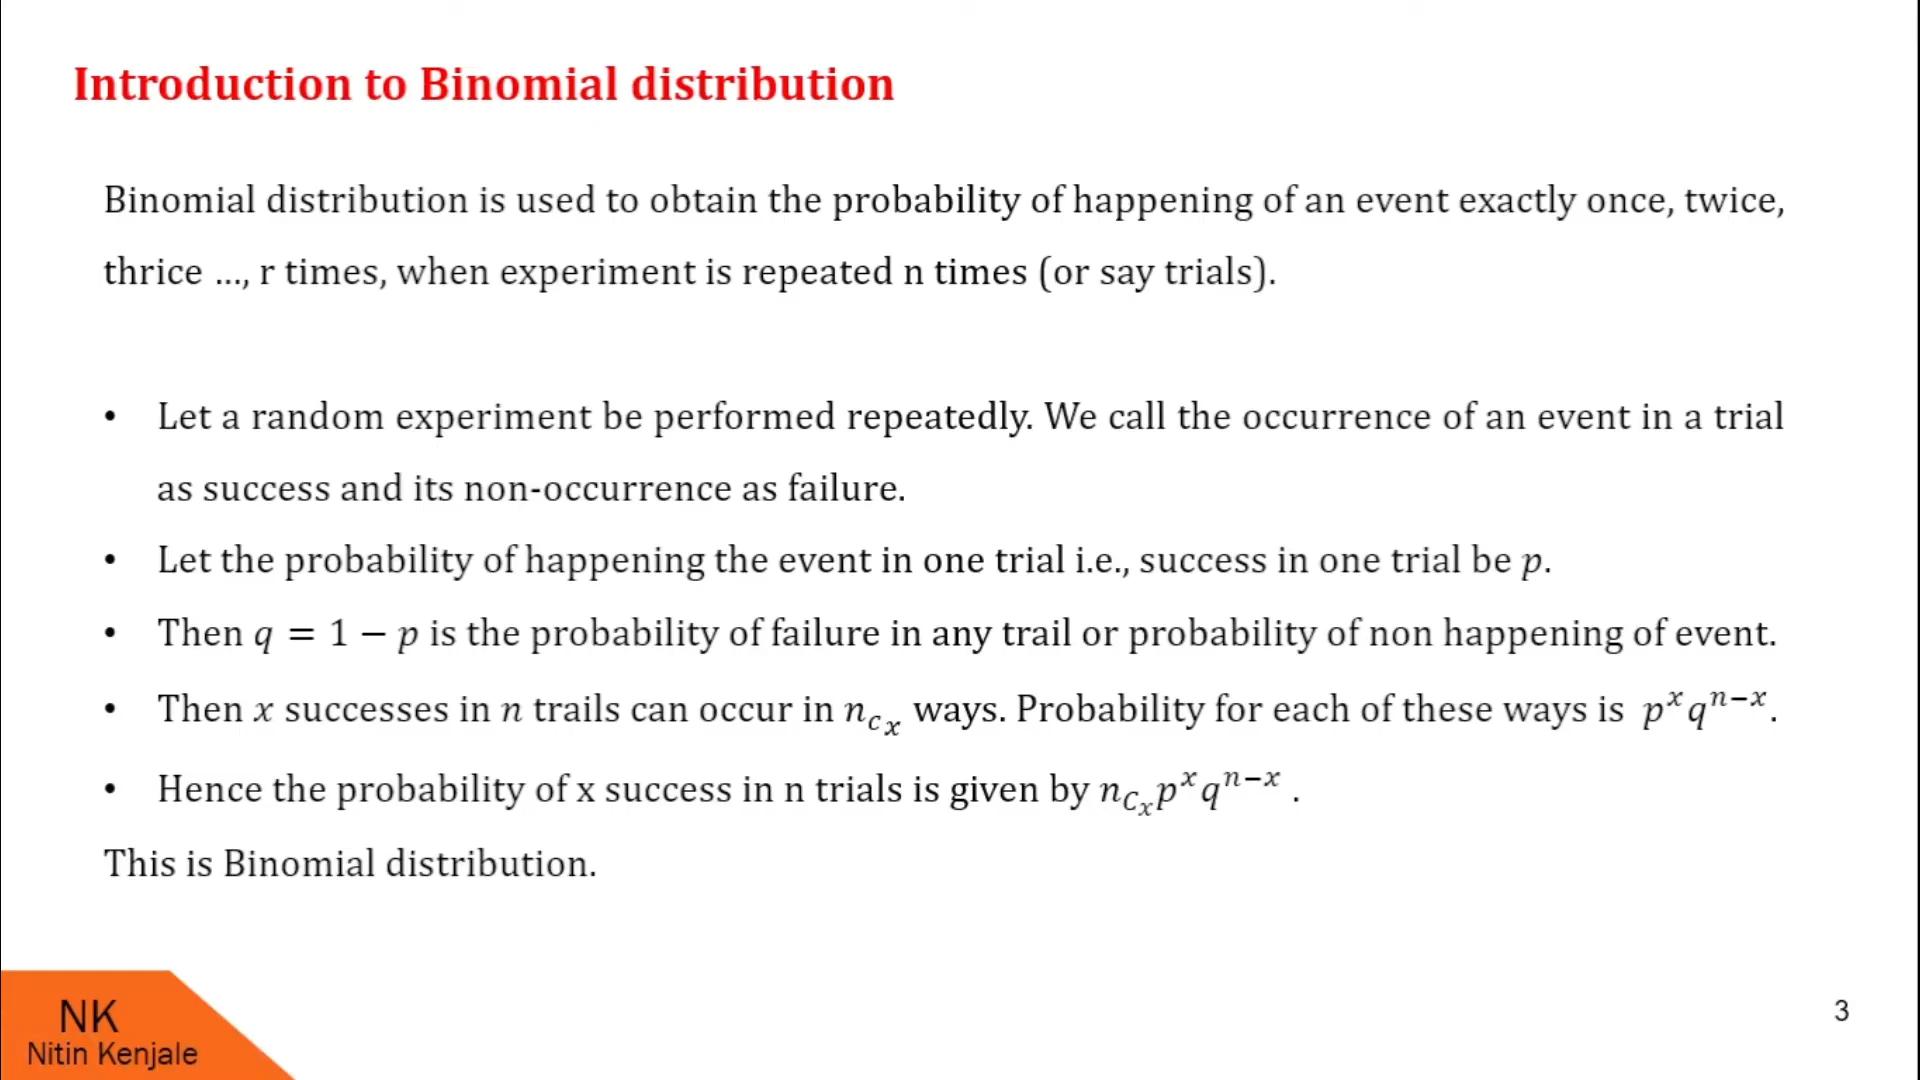 Introduction to Binomial distribution
Binomial distribution is used to obtain the probability of happening of an event exactly once, twice,
thrice ..., r times, when experiment is repeated n times (or say trials).
• Let a random experiment be performed repeatedly. We call the occurrence of an event in a trial
as success and its non-occurrence as failure.
• Let the probability of happening the event in one trial i.e., success in one trial be p.
• Then q = 1 − p is the probability of failure in any trail or probability of non happening of event.
• Then x successes in n trails can occur in n_{c_x} ways. Probability for each of these ways is p^x q^{n−x}.
• Hence the probability of x success in n trials is given by n_{C_x} p^x q^{n−x} .
This is Binomial distribution.
NK
Nitin Kenjale
3